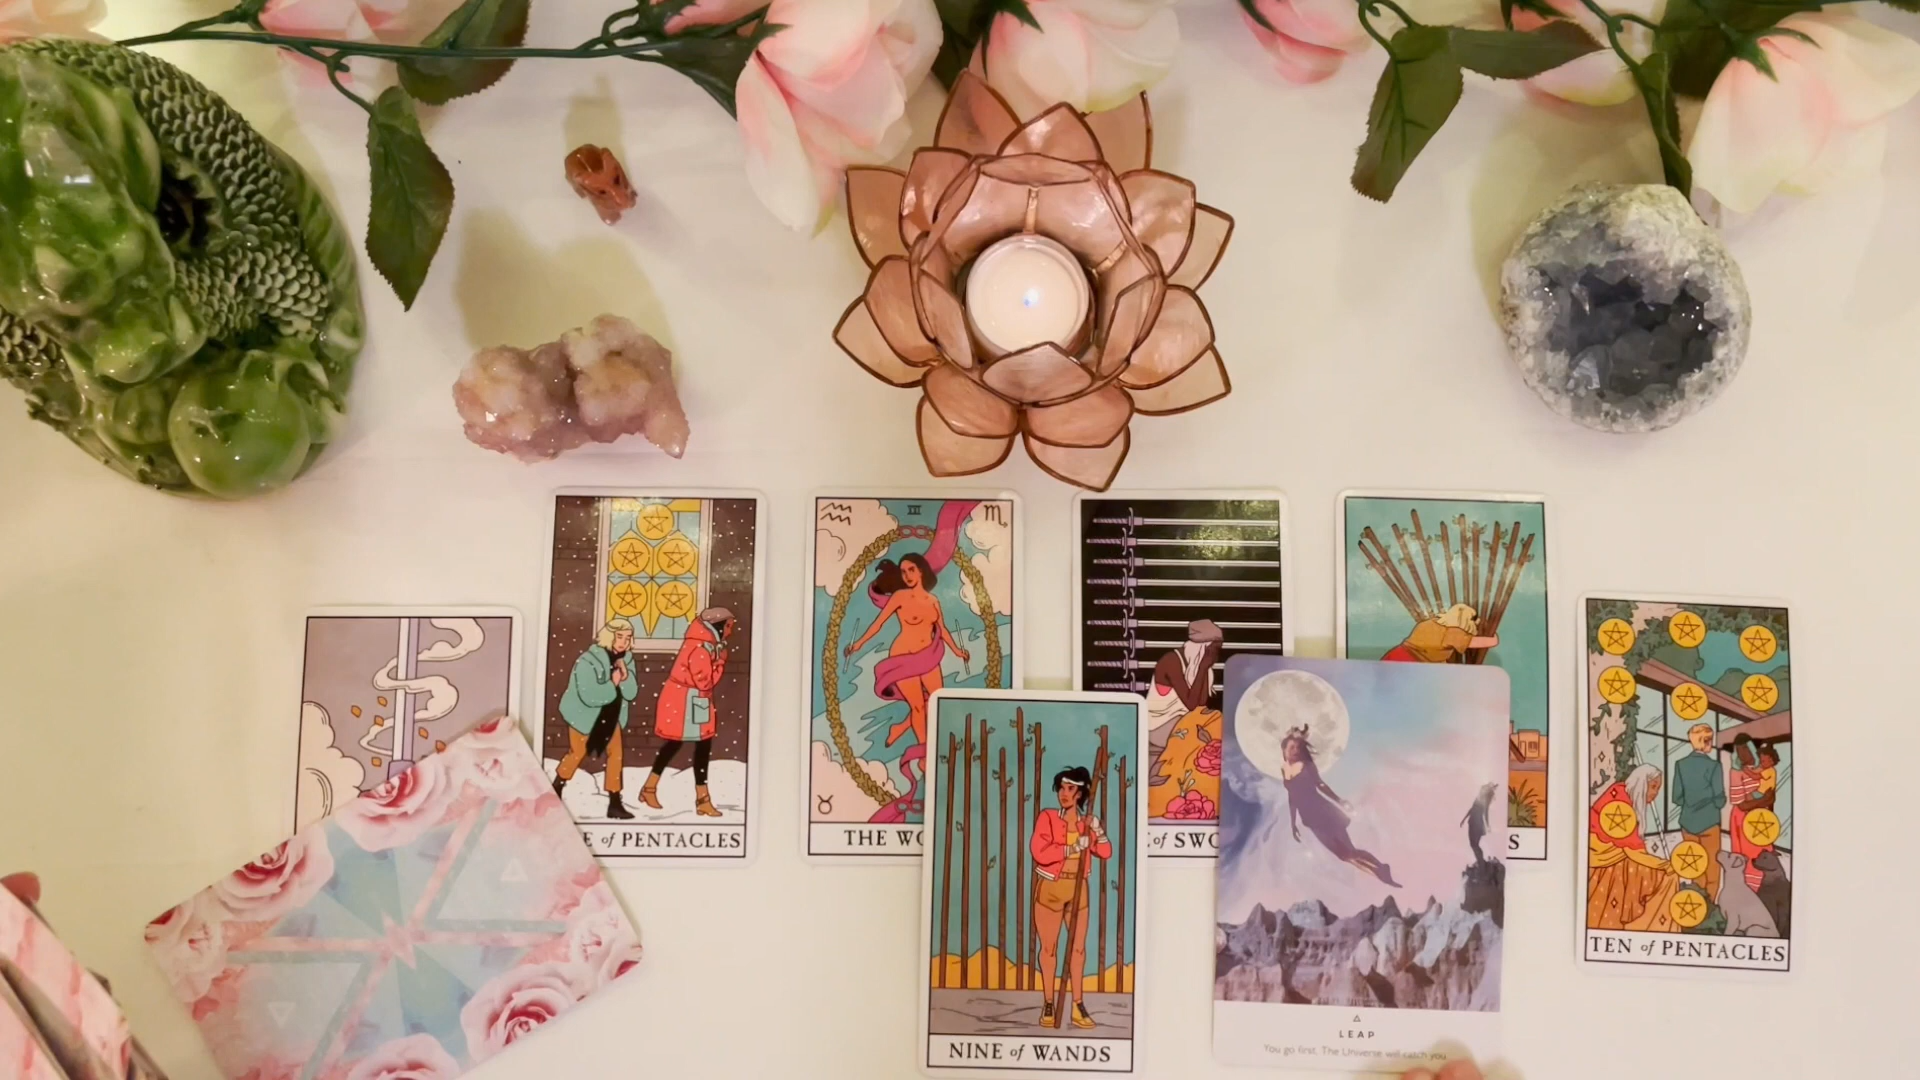 III
E of PENTACLES
THE WO
of SWO
S
TEN of PENTACLES
NINE of WANDS
LEAP
You go first. The Universe will catch you.